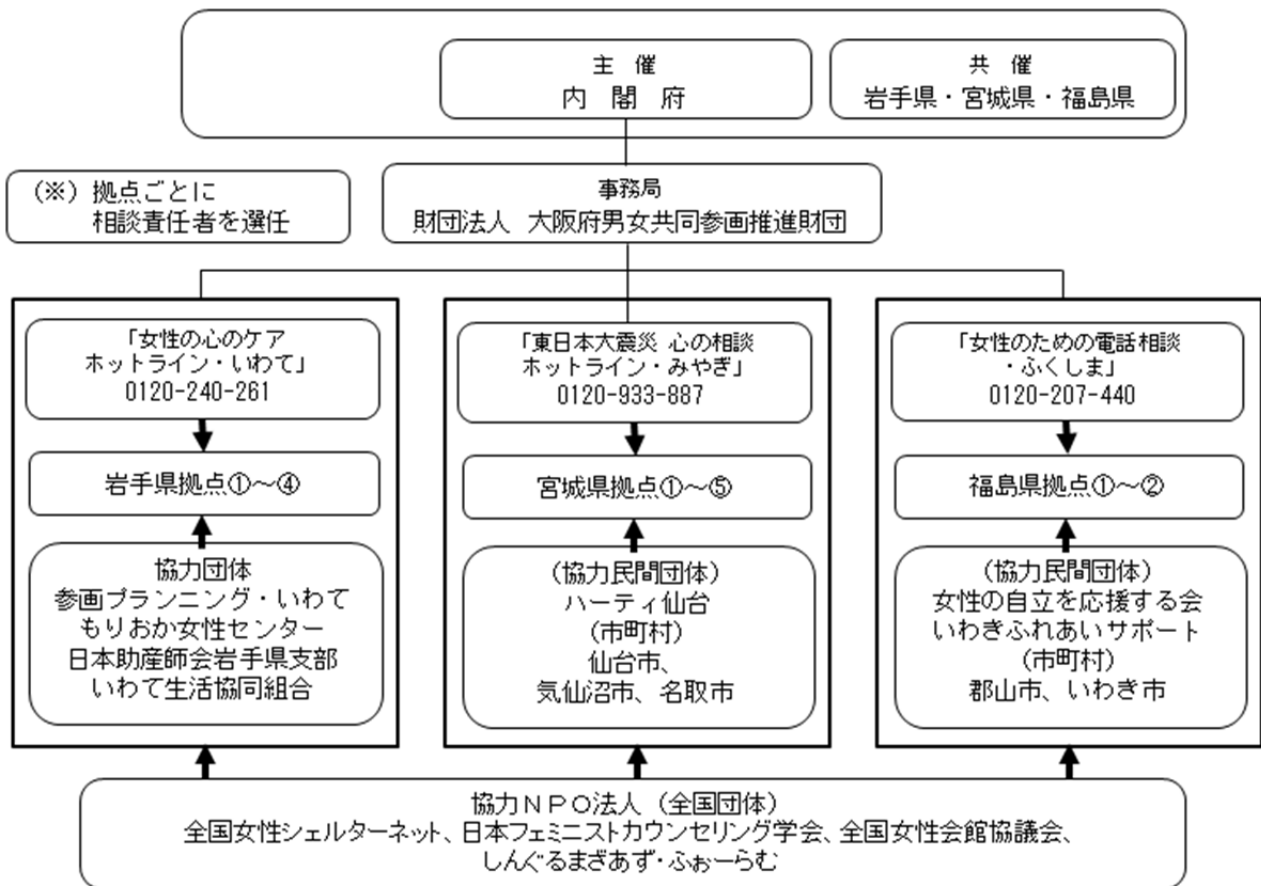 主 催
内 閣 府
共 催
岩手県・宮城県・福島県
(※) 拠点ごとに
相談責任者を選任
事務局
財団法人 大阪府男女共同参画推進財団
「女性の心のケア
ホットライン・いわて」
0120-240-261
岩手県拠点①～④
協力団体
参画プランニング・いわて
もりおか女性センター
日本助産師会岩手県支部
いわて生活協同組合
「東日本大震災 心の相談
ホットライン・みやぎ」
0120-933-887
宮城県拠点①～⑤
(協力民間団体)
ハーティ仙台
(市町村)
仙台市、
気仙沼市、名取市
「女性のための電話相談
・ふくしま」
0120-207-440
福島県拠点①～②
(協力民間団体)
女性の自立を応援する会
いわきふれあいサポート
(市町村)
郡山市、いわき市
協力ＮＰＯ法人 (全国団体)
全国女性シェルターネット、日本フェミニストカウンセリング学会、全国女性会館協議会、
しんぐるまざあず・ふぉーらむ